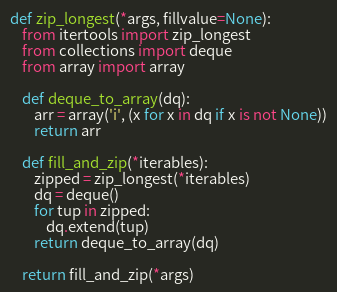 def zip_longest(*args, fillvalue=None):
    from itertools import zip_longest
    from collections import deque
    from array import array

    def deque_to_array(dq):
        arr = array('i', (x for x in dq if x is not None))
        return arr

    def fill_and_zip(*iterables):
        zipped = zip_longest(*iterables)
        dq = deque()
        for tup in zipped:
            dq.extend(tup)
        return deque_to_array(dq)

    return fill_and_zip(*args)